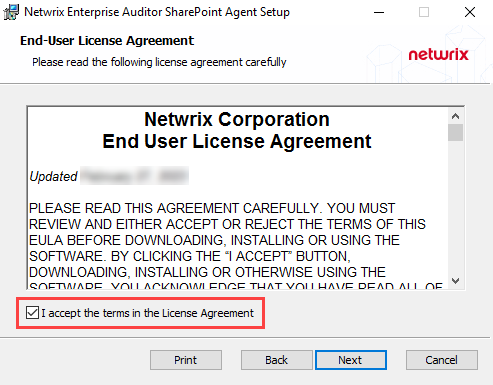 Netwrix Enterprise Auditor SharePoint Agent Setup
End-User License Agreement
Please read the following license agreement carefully
netwrix
Netwrix Corporation
End User License Agreement
Updated
PLEASE READ THIS AGREEMENT CAREFULLY. YOU MUST
REVIEW AND EITHER ACCEPT OR REJECT THE TERMS OF THIS
EULA BEFORE DOWNLOADING, INSTALLING OR USING THE
SOFTWARE. BY CLICKING THE “I ACCEPT” BUTTON,
DOWNLOADING, INSTALLING OR OTHERWISE USING THE
SOFTWARE, YOU ACKNOWLEDGE THAT YOU HAVE READ ALL OF
I accept the terms in the License Agreement
Print
Back
Next
Cancel